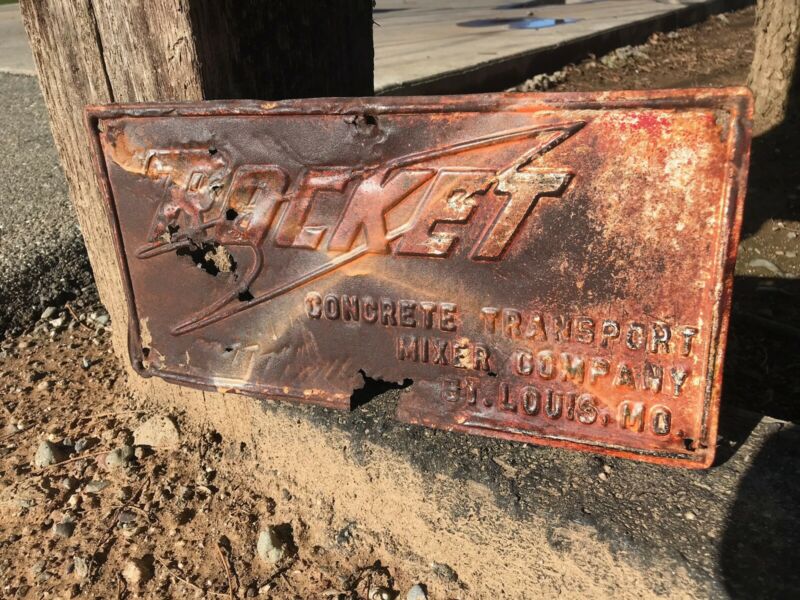 ROCKET
CONCRETE TRANSPORT
MIXER COMPANY
ST. LOUIS, MO.